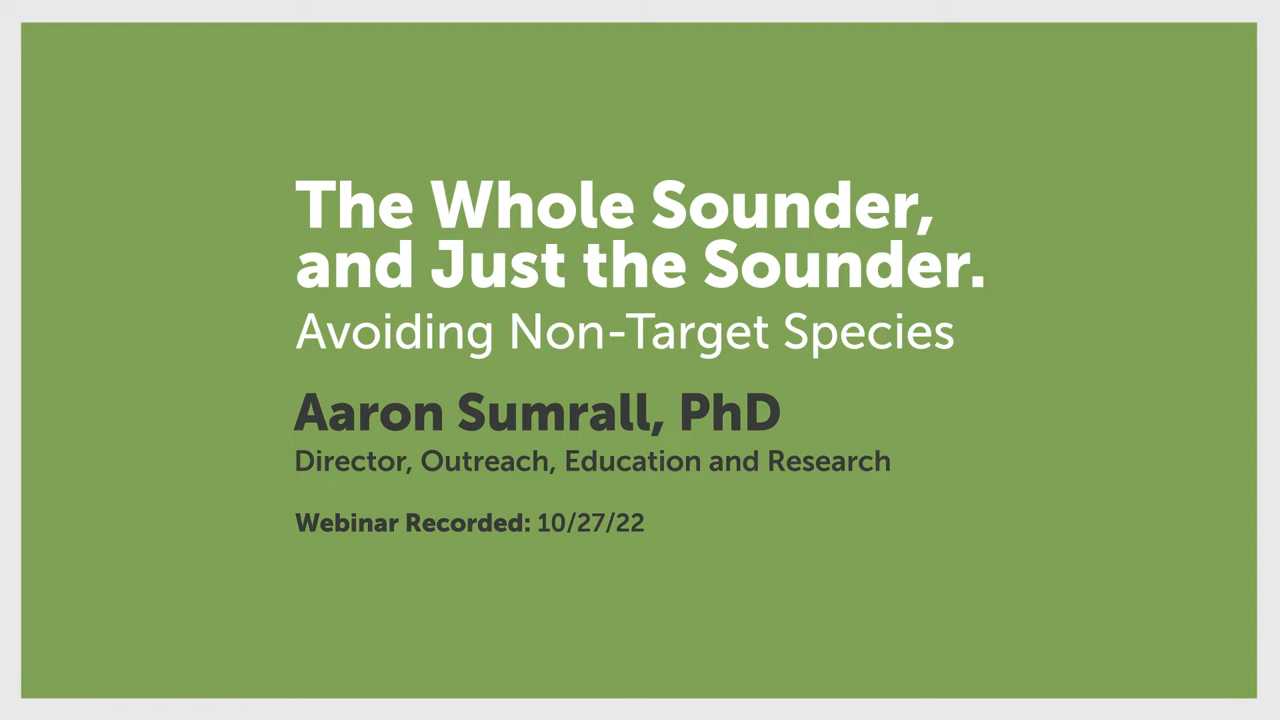 The Whole Sounder,
and Just the Sounder.
Avoiding Non-Target Species
Aaron Sumrall, PhD
Director, Outreach, Education and Research
Webinar Recorded: 10/27/22